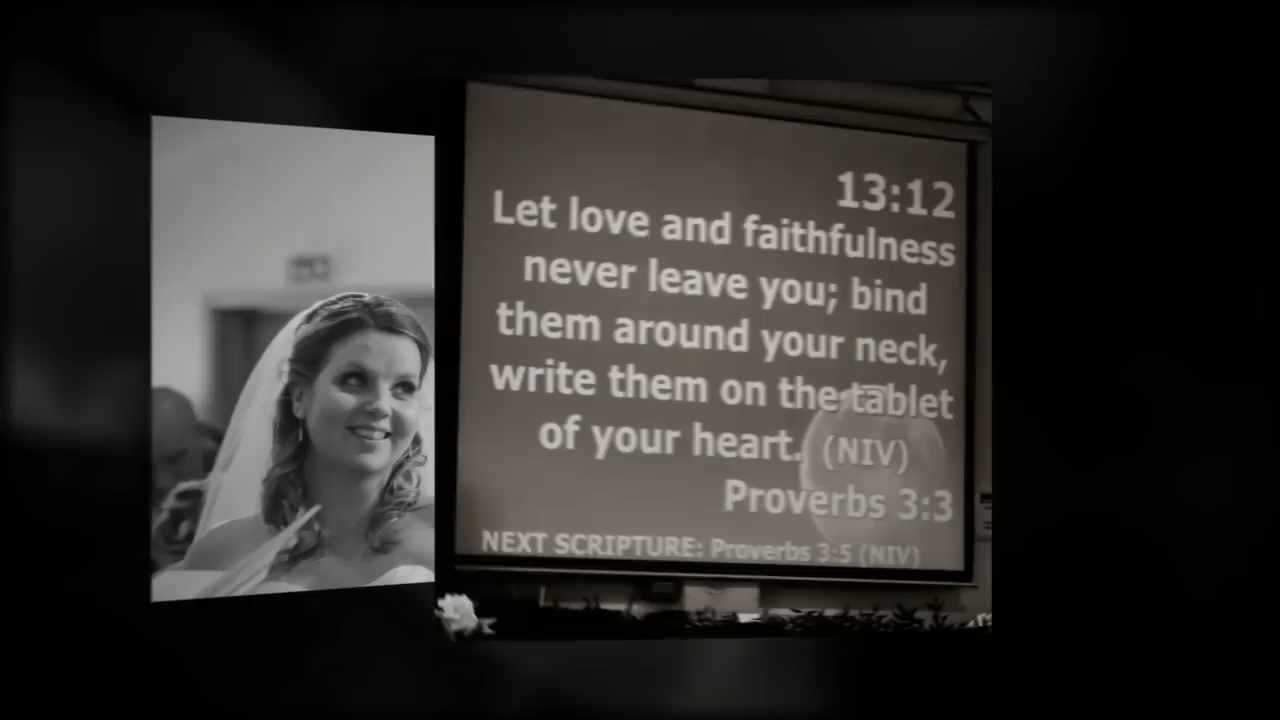 13:12
Let love and faithfulness
never leave you; bind
them around your neck,
write them on the tablet
of your heart. (NIV)
Proverbs 3:3
NEXT SCRIPTURE: Proverbs 3:5 (NIV)